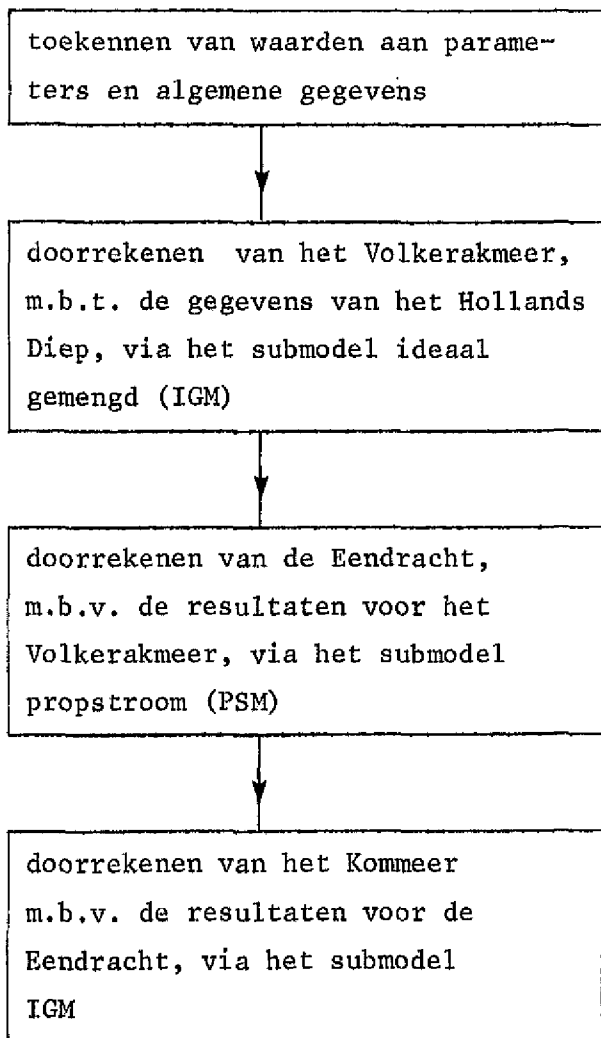 toekennen van waarden aan parame-
ters en algemene gegevens
doorrekenen van het Volkerakmeer,
m.b.t. de gegevens van het Hollands
Diep, via het submodel ideaal
gemengd (IGM)
doorrekenen van de Eendracht,
m.b.v. de resultaten voor het
Volkerakmeer, via het submodel
propstroom (PSM)
doorrekenen van het Kommeer
m.b.v. de resultaten voor de
Eendracht, via het submodel
IGM